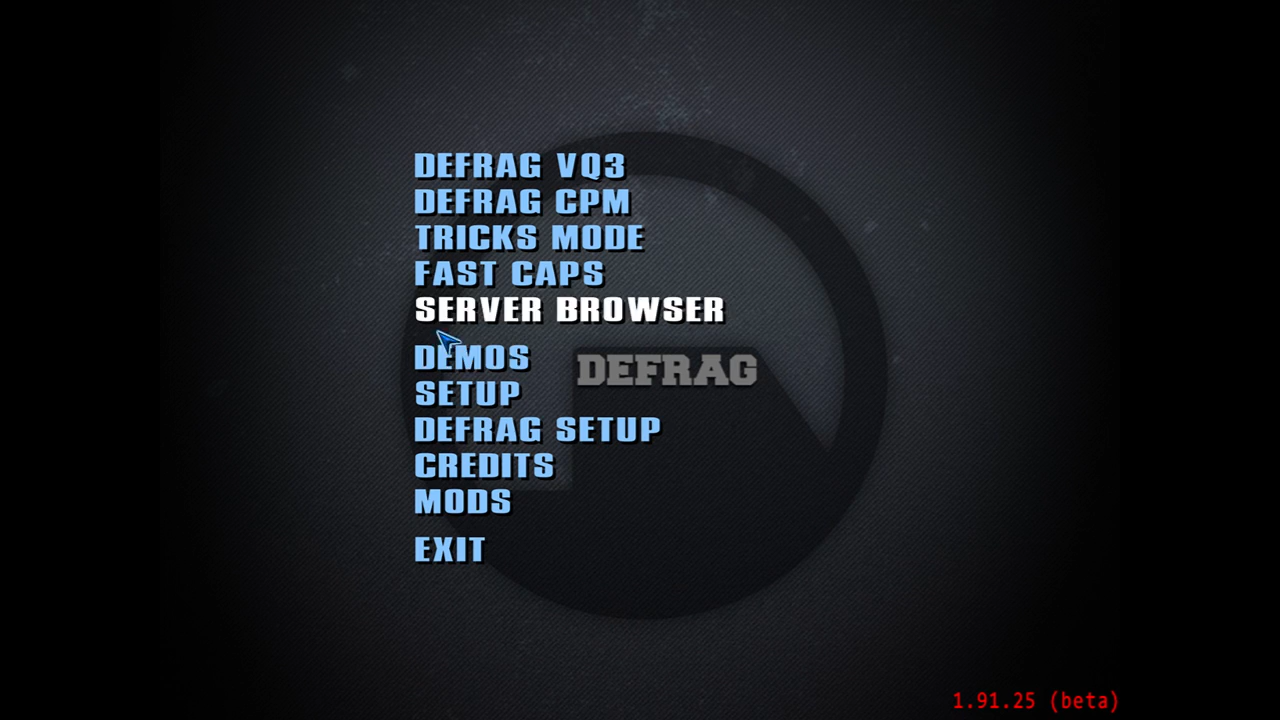 DEFRAG VQ3
DEFRAG CPM
TRICKS MODE
FAST CAPS
SERVER BROWSER
DEMOS
DEFRAG
SETUP
DEFRAG SETUP
CREDITS
MODS
EXIT
1.91.25 (beta)